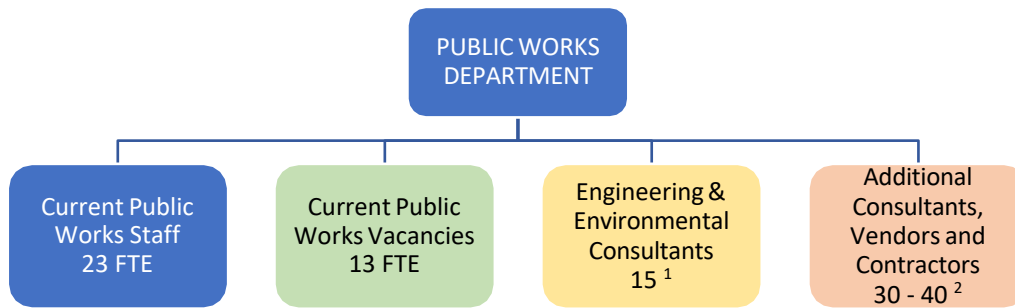 PUBLIC WORKS
DEPARTMENT
Current Public
Works Staff
23 FTE
Current Public
Works Vacancies
13 FTE
Engineering &
Environmental
Consultants
15 ¹
Additional
Consultants,
Vendors and
Contractors
30 - 40 ²